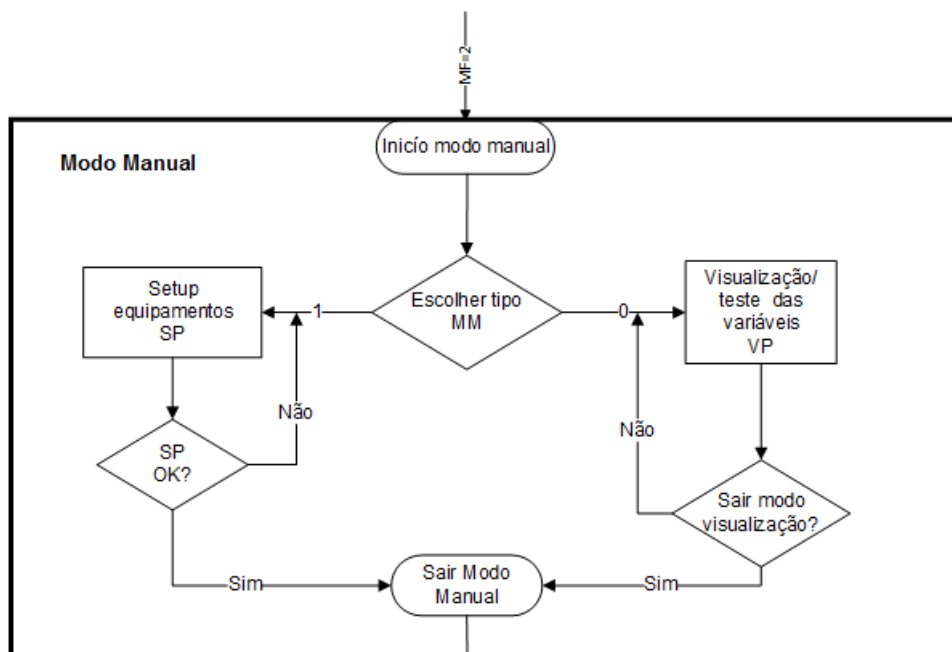 MF=2
Inicío modo manual
Modo Manual
Setup
equipamentos
SP
1
Escolher tipo
MM
0
Visualização/
teste das
variáveis
VP
Não
Não
SP
OK?
Sair modo
visualização?
Sim
Sair Modo
Manual
Sim